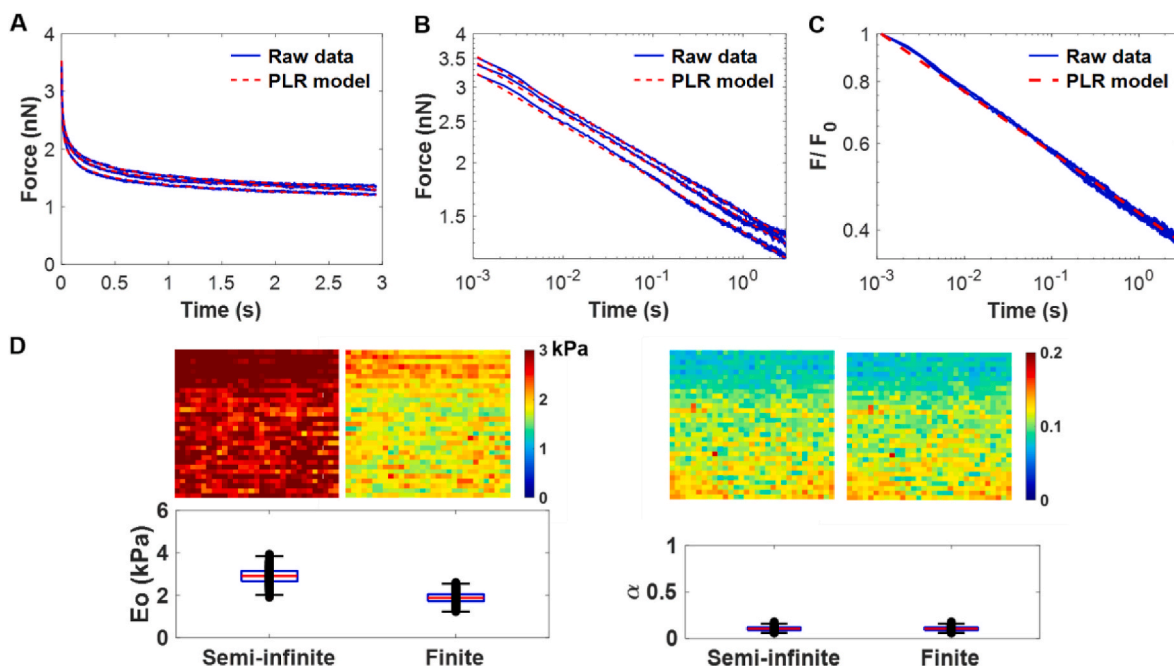 A
4
3
2
1
0
Force (nN)
Raw data
PLR model
0
0.5
1
1.5
2
2.5
3
Time (s)
B
4
3.5
3
2.5
2
1.5
Force (nN)
Raw data
PLR model
10⁻³
10⁻²
10⁻¹
10⁰
Time (s)
C
1
0.8
0.6
0.4
F/ F₀
Raw data
PLR model
10⁻³
10⁻²
10⁻¹
10⁰
Time (s)
D
3 kPa
2
1
0
0.2
0.1
0
6
4
2
0
Eo (kPa)
Semi-infinite
Finite
1
0.5
0
α
Semi-infinite
Finite